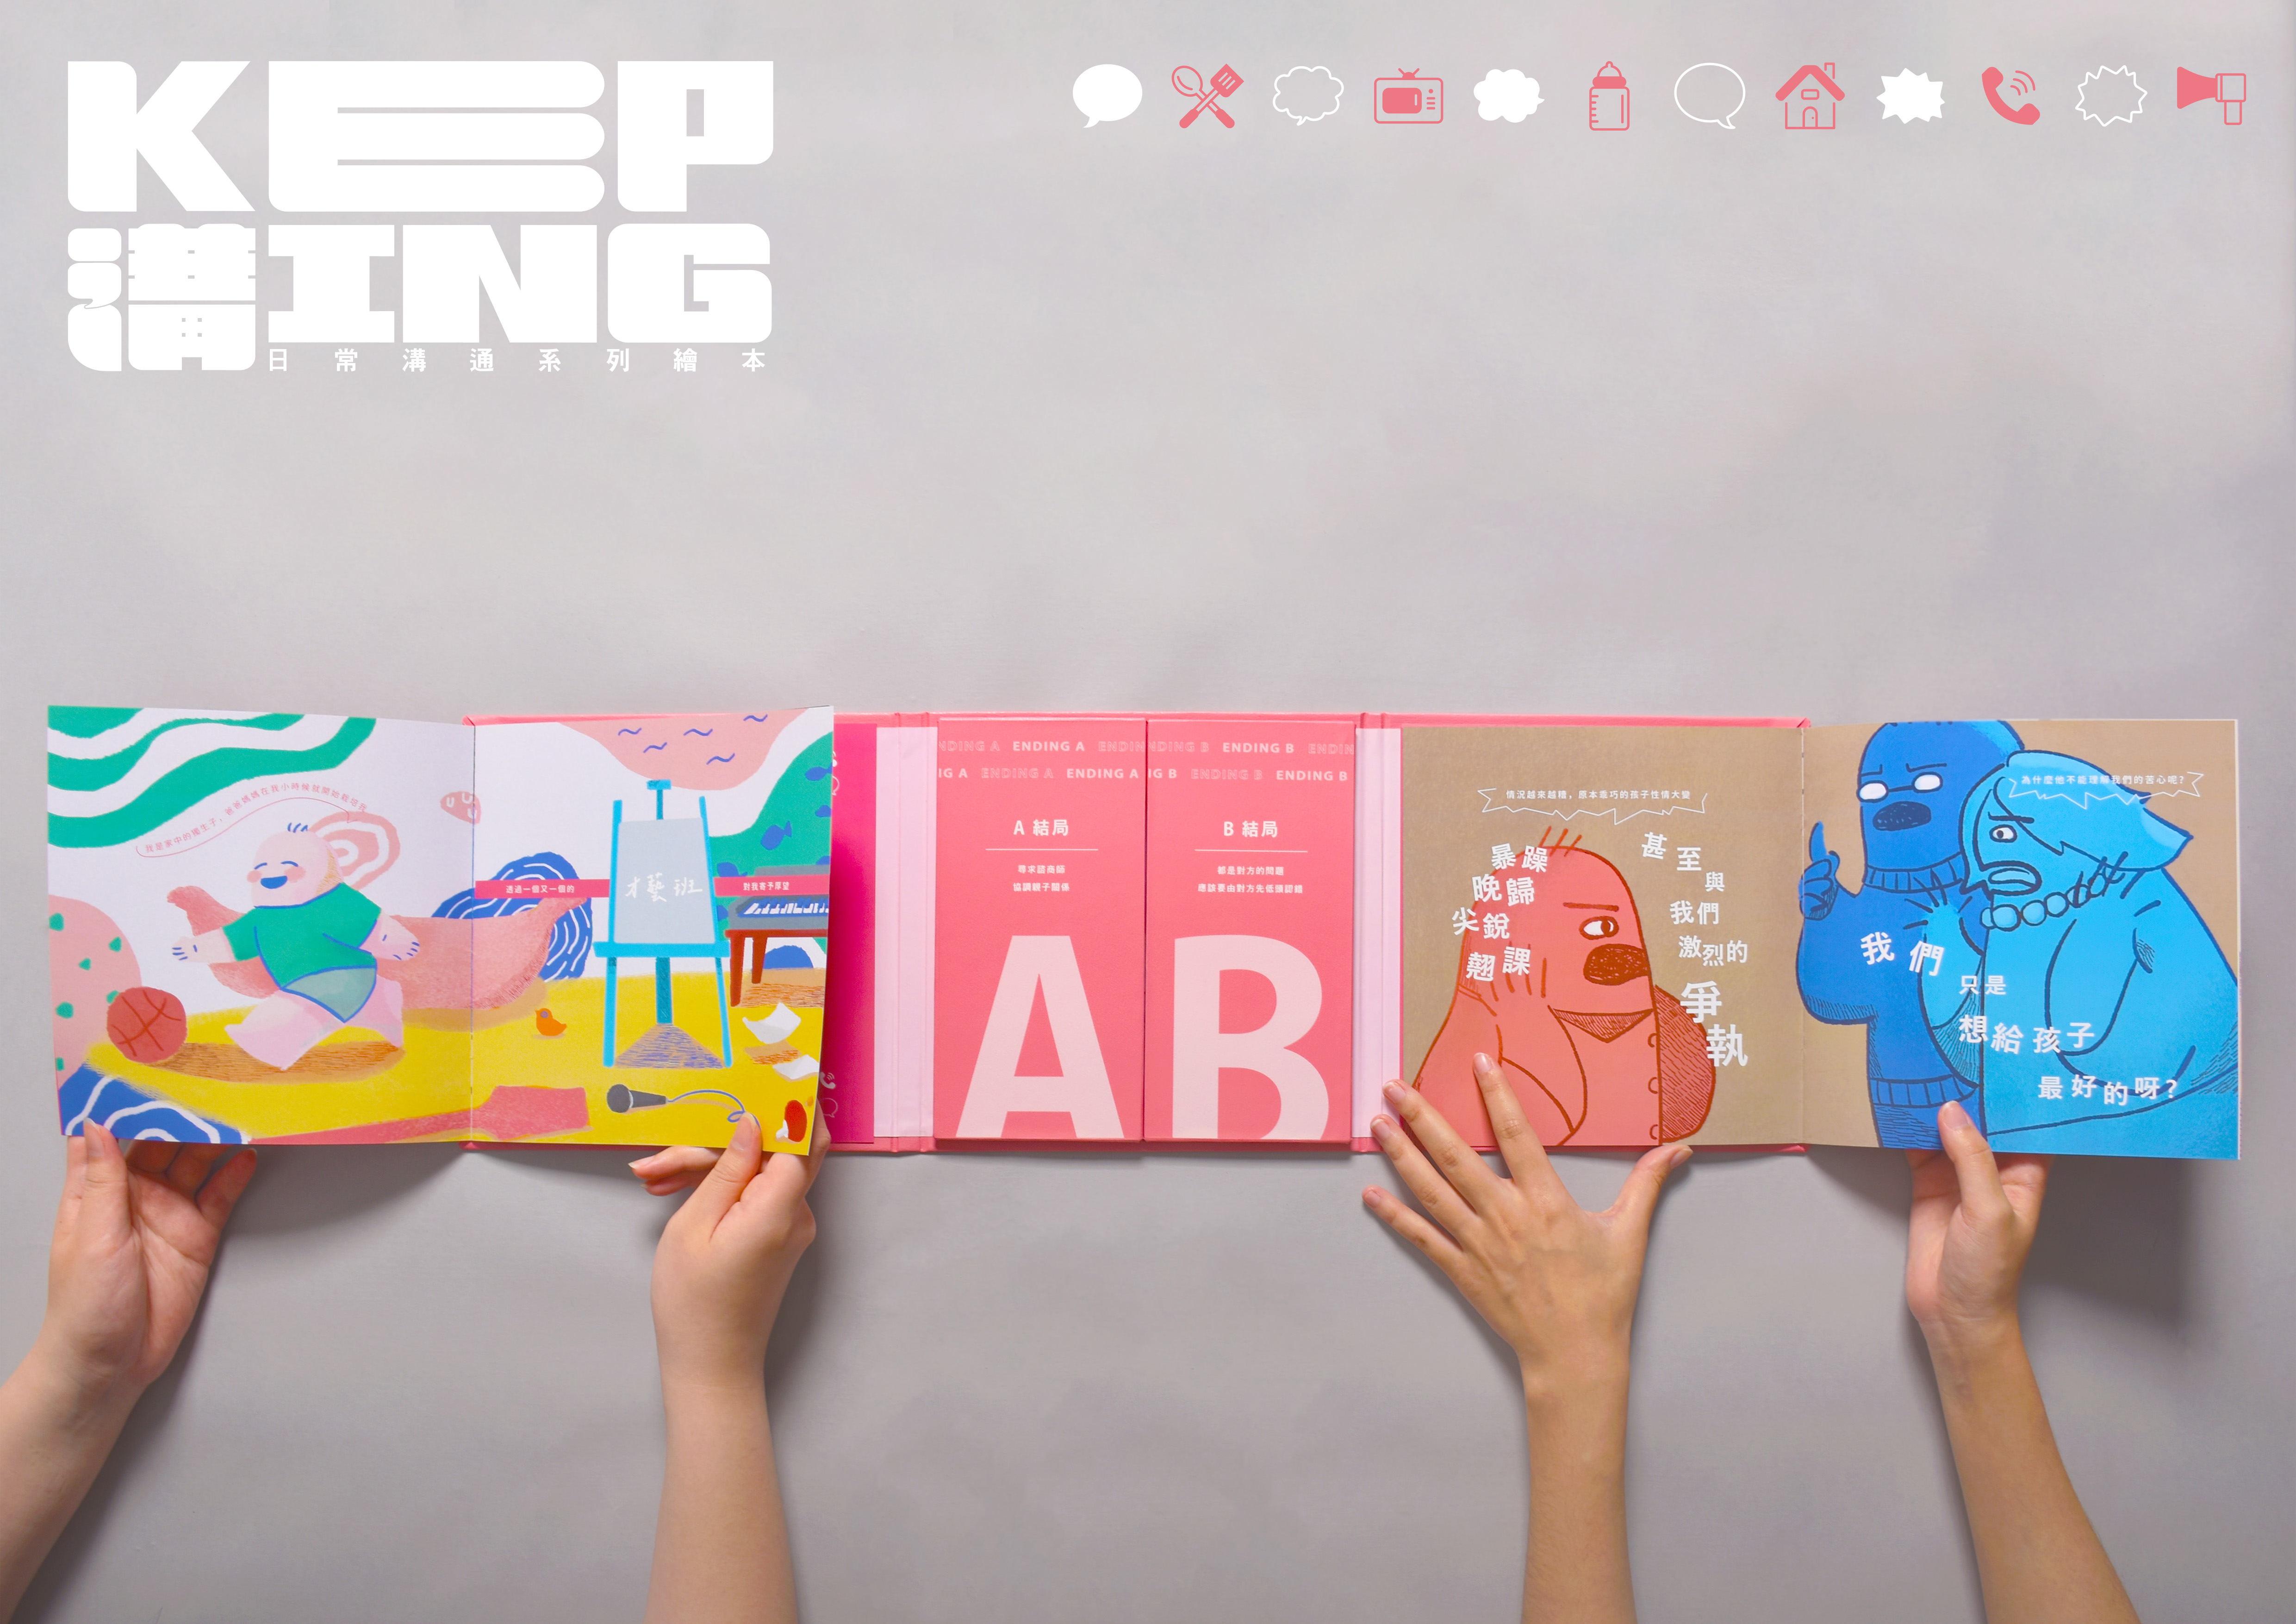 KEEP
溝ING
日常溝通系列繪本
我是家中的獨生子，爸爸媽媽在我小時候就開始栽培我
透過一個又一個的
才藝班
對我寄予厚望
ENDING A ENDING A ENDIN
NDING B ENDING B ENDIN
IG A ENDING A ENDING A
IG B ENDING B ENDING B
A 結局
尋求諮商師
協調親子關係
A
B 結局
都是對方的問題
應該要由對方先低頭認錯
B
情況越來越糟，原本乖巧的孩子性情大變
暴躁
晚歸
尖銳
翹課
甚至
與
我們
激烈的
爭
執
為什麼他不能理解我們的苦心呢？
我們
只是
想給孩子
最好的呀？